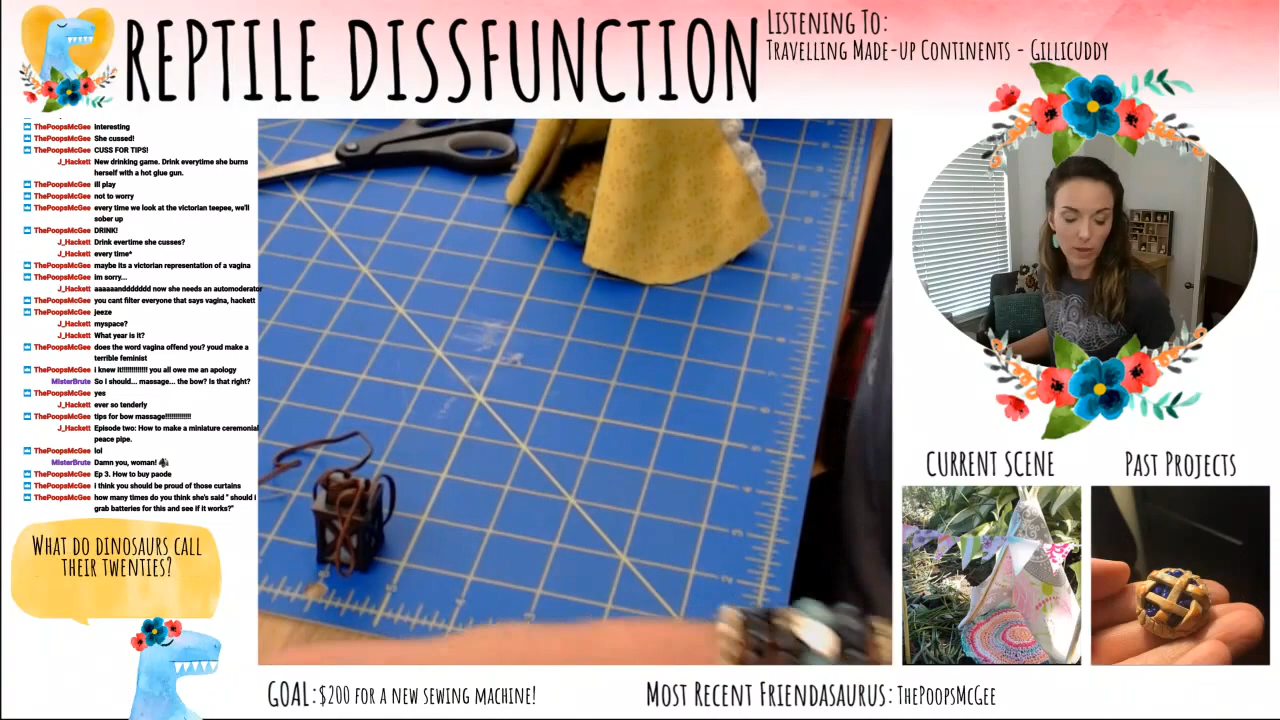 REPTILE DISSFUNCTION
Listening To:
Travelling Made-up Continents - Gillicuddy
ThePoopsMcGee Interesting
ThePoopsMcGee She cussed!
ThePoopsMcGee CUSS FOR TIPS!
J_Hackett New drinking game. Drink everytime she burns
herself with a hot glue gun.
ThePoopsMcGee ill play
ThePoopsMcGee not to worry
ThePoopsMcGee every time we look at the victorian teepee, we'll
sober up
ThePoopsMcGee DRINK!
J_Hackett Drink evertime she cusses?
J_Hackett every time*
ThePoopsMcGee maybe its a victorian representation of a vagina
ThePoopsMcGee im sorry...
J_Hackett aaaaaanddddddd now she needs an automoderator
ThePoopsMcGee you cant filter everyone that says vagina, hackett
ThePoopsMcGee jeeze
J_Hackett myspace?
J_Hackett What year is it?
ThePoopsMcGee does the word vagina offend you? youd make a
terrible feminist
ThePoopsMcGee i knew it!!!!!!!!!!!!! you all owe me an apology
MisterBrute So I should... massage... the bow? Is that right?
ThePoopsMcGee yes
J_Hackett ever so tenderly
ThePoopsMcGee tips for bow massage!!!!!!!!!!!!!
J_Hackett Episode two: How to make a miniature ceremonial
peace pipe.
ThePoopsMcGee lol
MisterBrute Damn you, woman!
ThePoopsMcGee Ep 3. How to buy paode
ThePoopsMcGee i think you should be proud of those curtains
ThePoopsMcGee how many times do you think she's said " should i
grab batteries for this and see if it works?"
What do dinosaurs call
their twenties?
Current Scene
Past Projects
Goal: $200 for a new sewing machine!
Most Recent Friendasaurus: ThePoopsMcGee